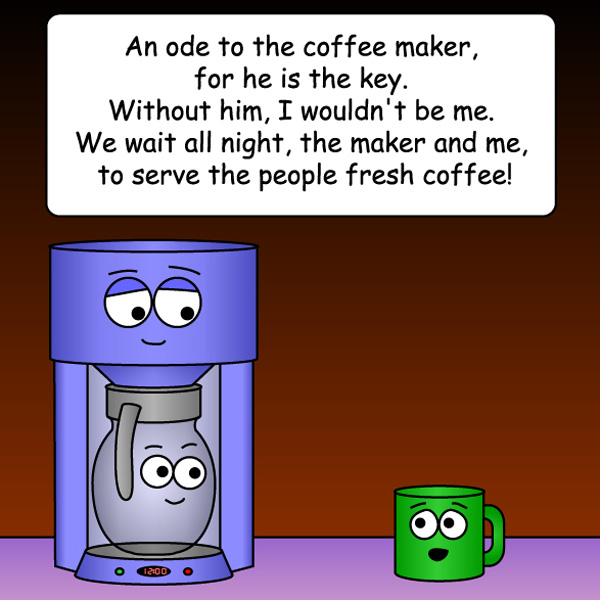 An ode to the coffee maker,
for he is the key.
Without him, I wouldn't be me.
We wait all night, the maker and me,
to serve the people fresh coffee!
12:00